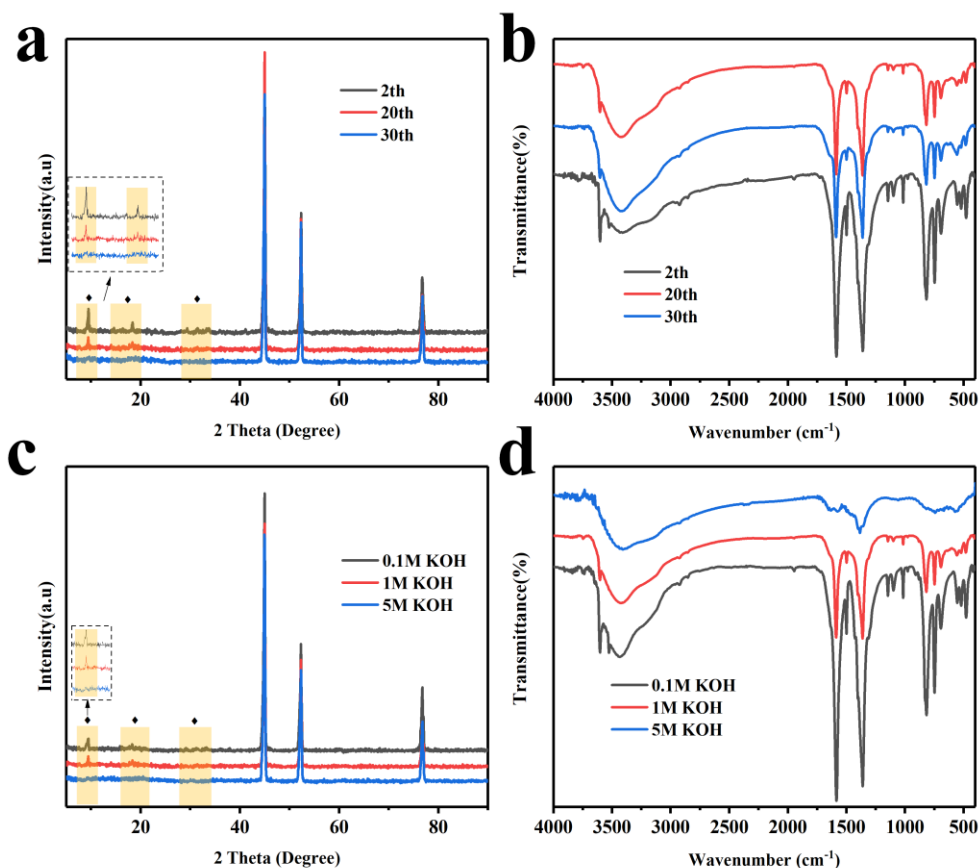 a
2th
20th
30th
Intensity(a.u)
20
40
60
80
2 Theta (Degree)
b
2th
20th
30th
Transmittance(%)
4000 3500 3000 2500 2000 1500 1000 500
Wavenumber (cm⁻¹)
c
0.1M KOH
1M KOH
5M KOH
Intensity(a.u)
20
40
60
80
2 Theta (Degree)
d
0.1M KOH
1M KOH
5M KOH
Transmittance(%)
4000 3500 3000 2500 2000 1500 1000 500
Wavenumber (cm⁻¹)